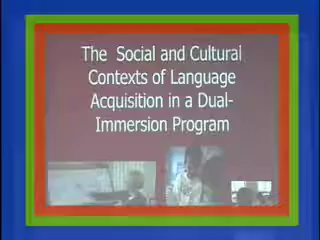 The Social and Cultural
Contexts of Language
Acquisition in a Dual-
Immersion Program